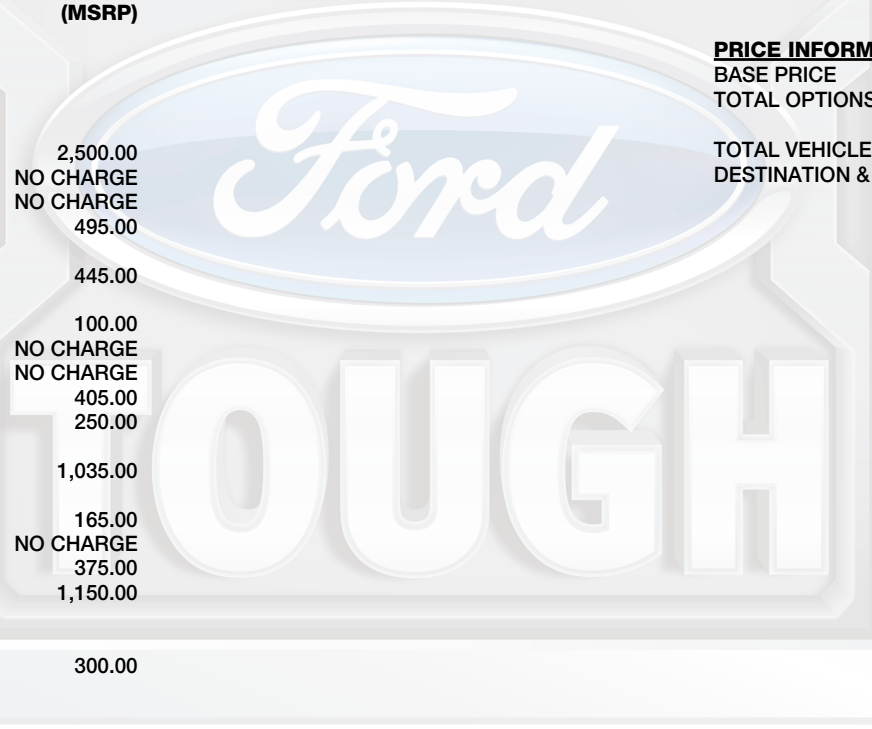 (MSRP)
2,500.00
NO CHARGE
NO CHARGE
495.00
445.00
100.00
NO CHARGE
NO CHARGE
405.00
250.00
1,035.00
165.00
NO CHARGE
375.00
1,150.00
300.00
PRICE INFORM
BASE PRICE
TOTAL OPTIONS
TOTAL VEHICLE
DESTINATION &
Ford
TOUGH